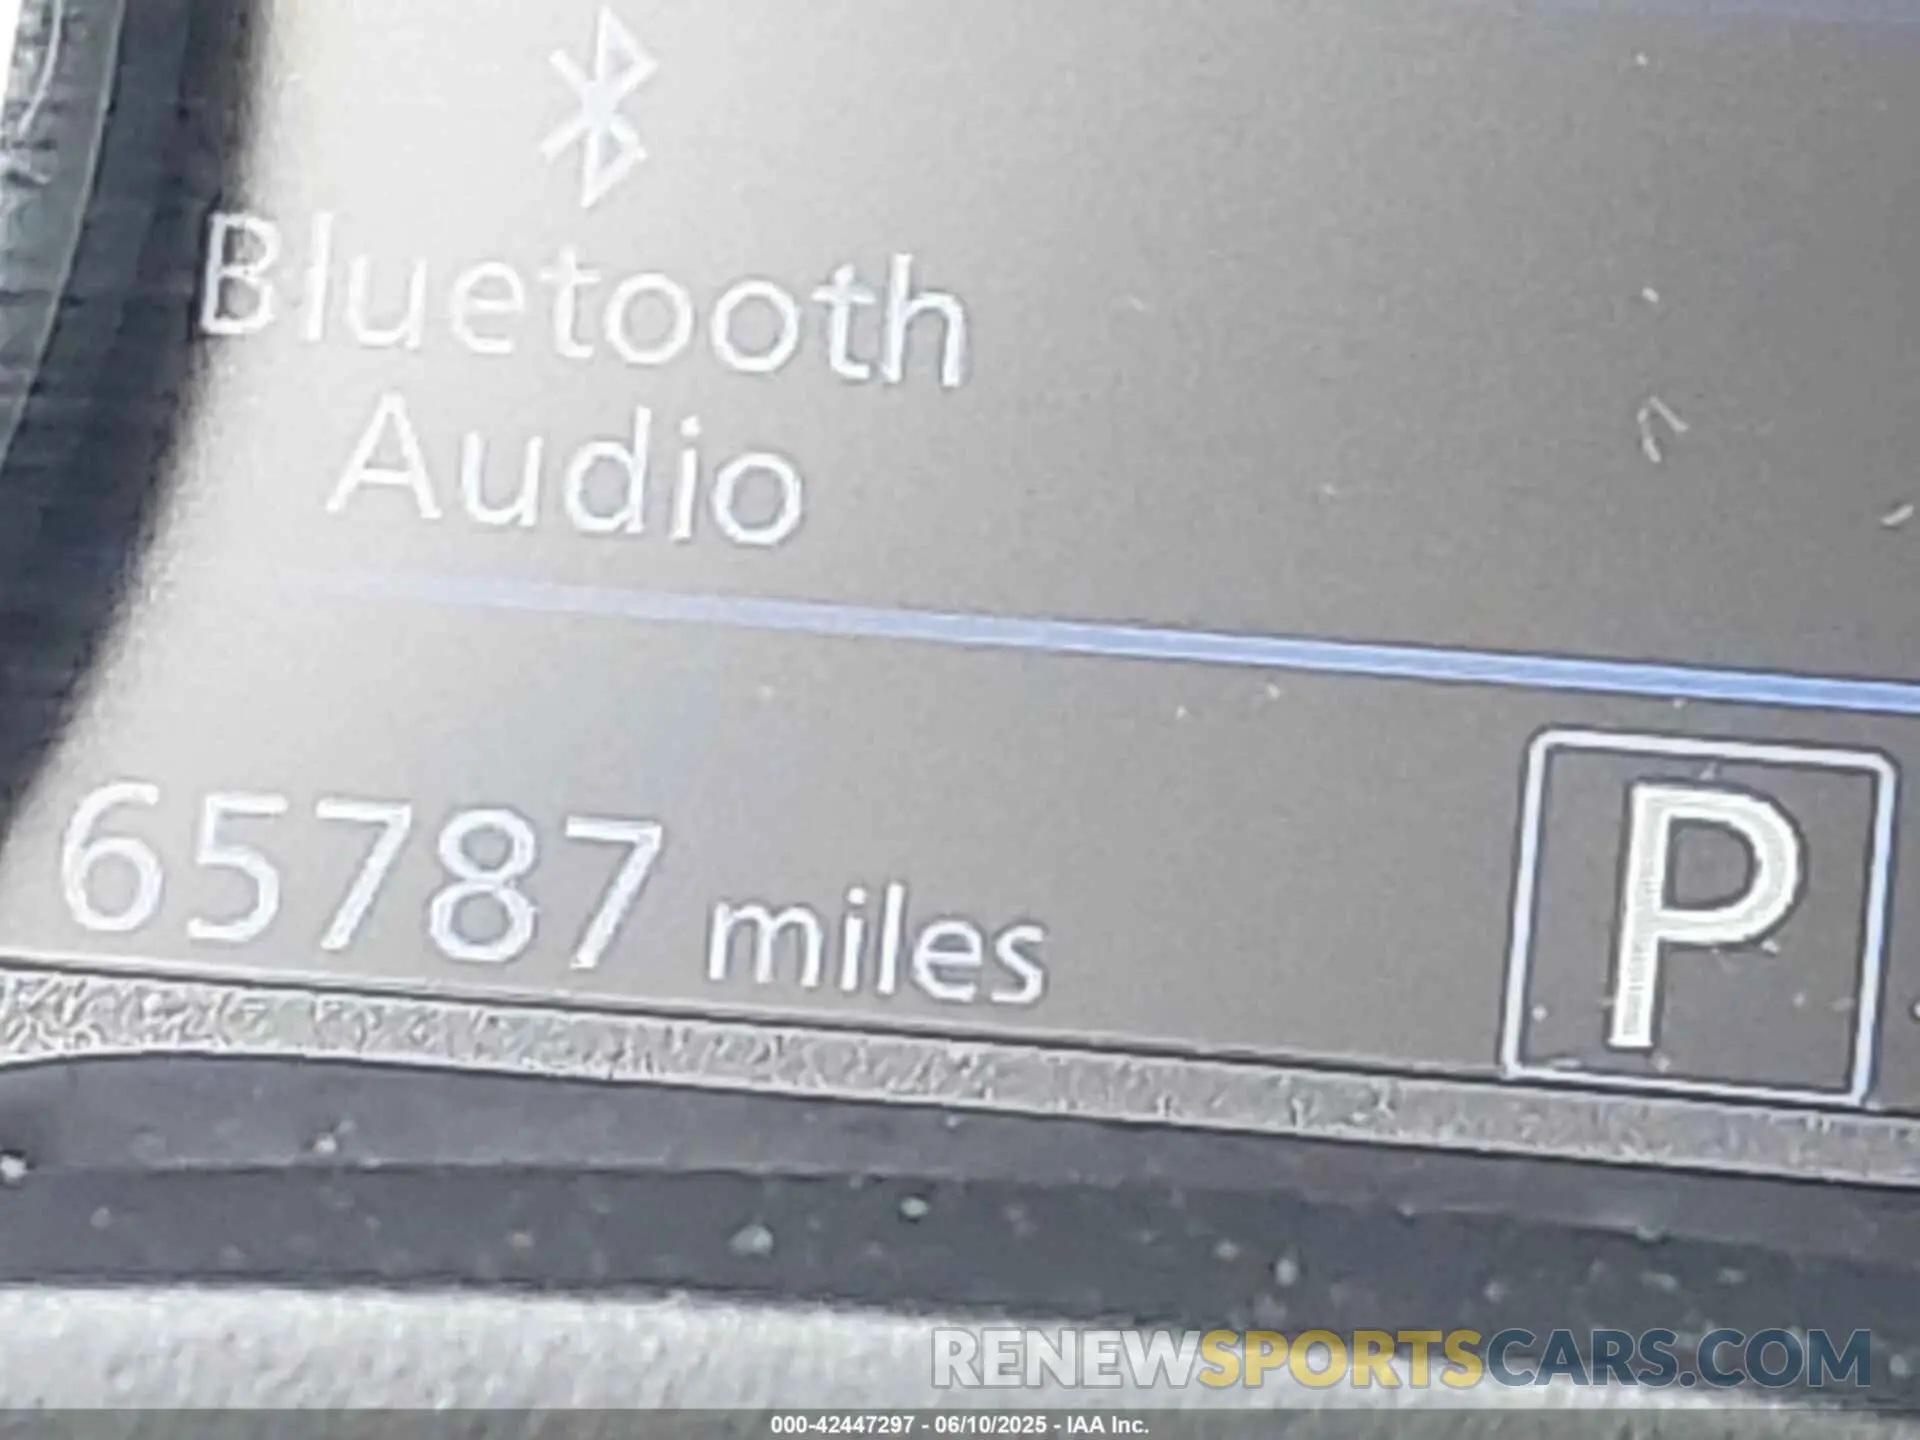 Bluetooth
Audio
65787 miles
P
RENEWSPORTSCARS.COM
000-42447297 - 06/10/2025 - IAA Inc.